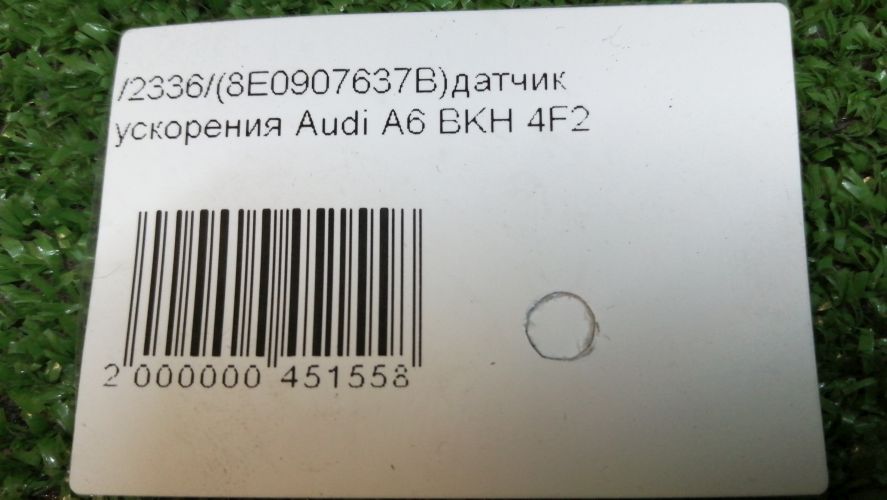 /2336/(8E0907637B)датчик
ускорения Audi A6 BKH 4F2
2 000000 451558